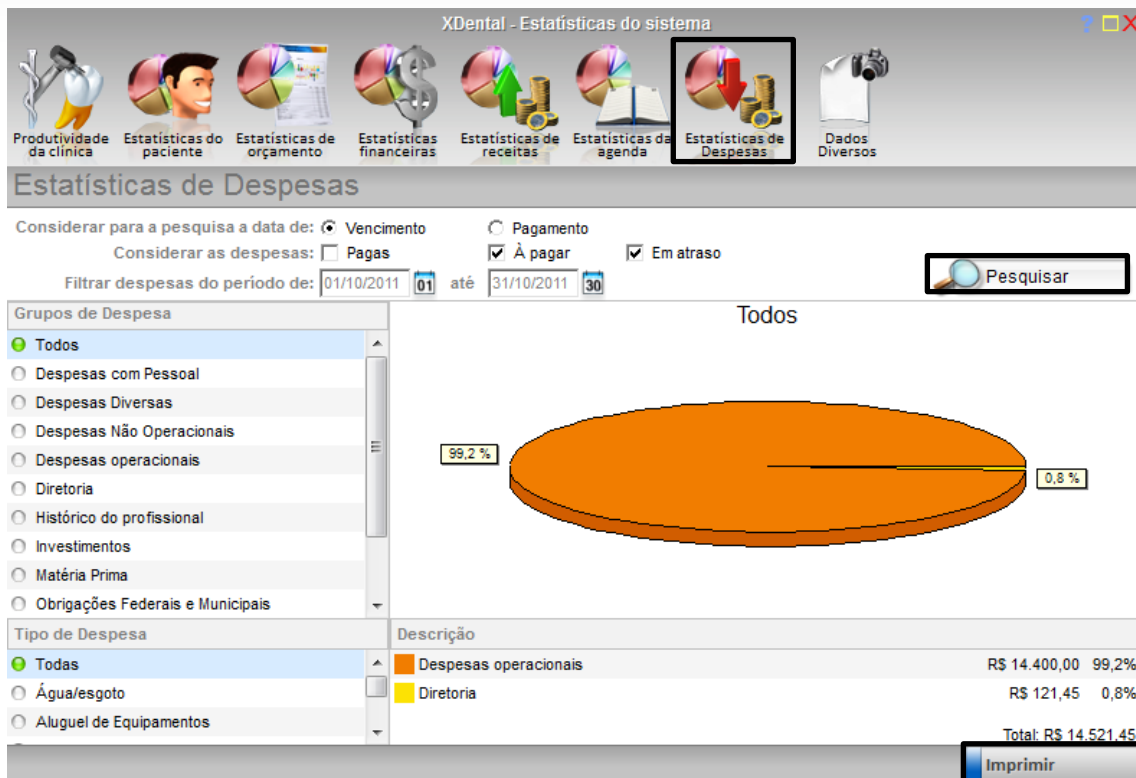 XDental - Estatísticas do sistema
Produtividade da clínica
Estatísticas do paciente
Estatísticas de orçamento
Estatísticas financeiras
Estatísticas de receitas
Estatísticas da agenda
Estatísticas de Despesas
Dados Diversos
Estatísticas de Despesas
Considerar para a pesquisa a data de: Vencimento Pagamento
Considerar as despesas: Pagas À pagar Em atraso
Filtrar despesas do período de: 01/10/2011 01 até 31/10/2011 30
Pesquisar
Grupos de Despesa
Todos
Despesas com Pessoal
Despesas Diversas
Despesas Não Operacionais
Despesas operacionais
Diretoria
Histórico do profissional
Investimentos
Matéria Prima
Obrigações Federais e Municipais
Todos
99,2 %
0,8 %
Tipo de Despesa
Todas
Água/esgoto
Aluguel de Equipamentos
Descrição
Despesas operacionais R$ 14.400,00 99,2%
Diretoria R$ 121,45 0,8%
Total: R$ 14.521,45
Imprimir